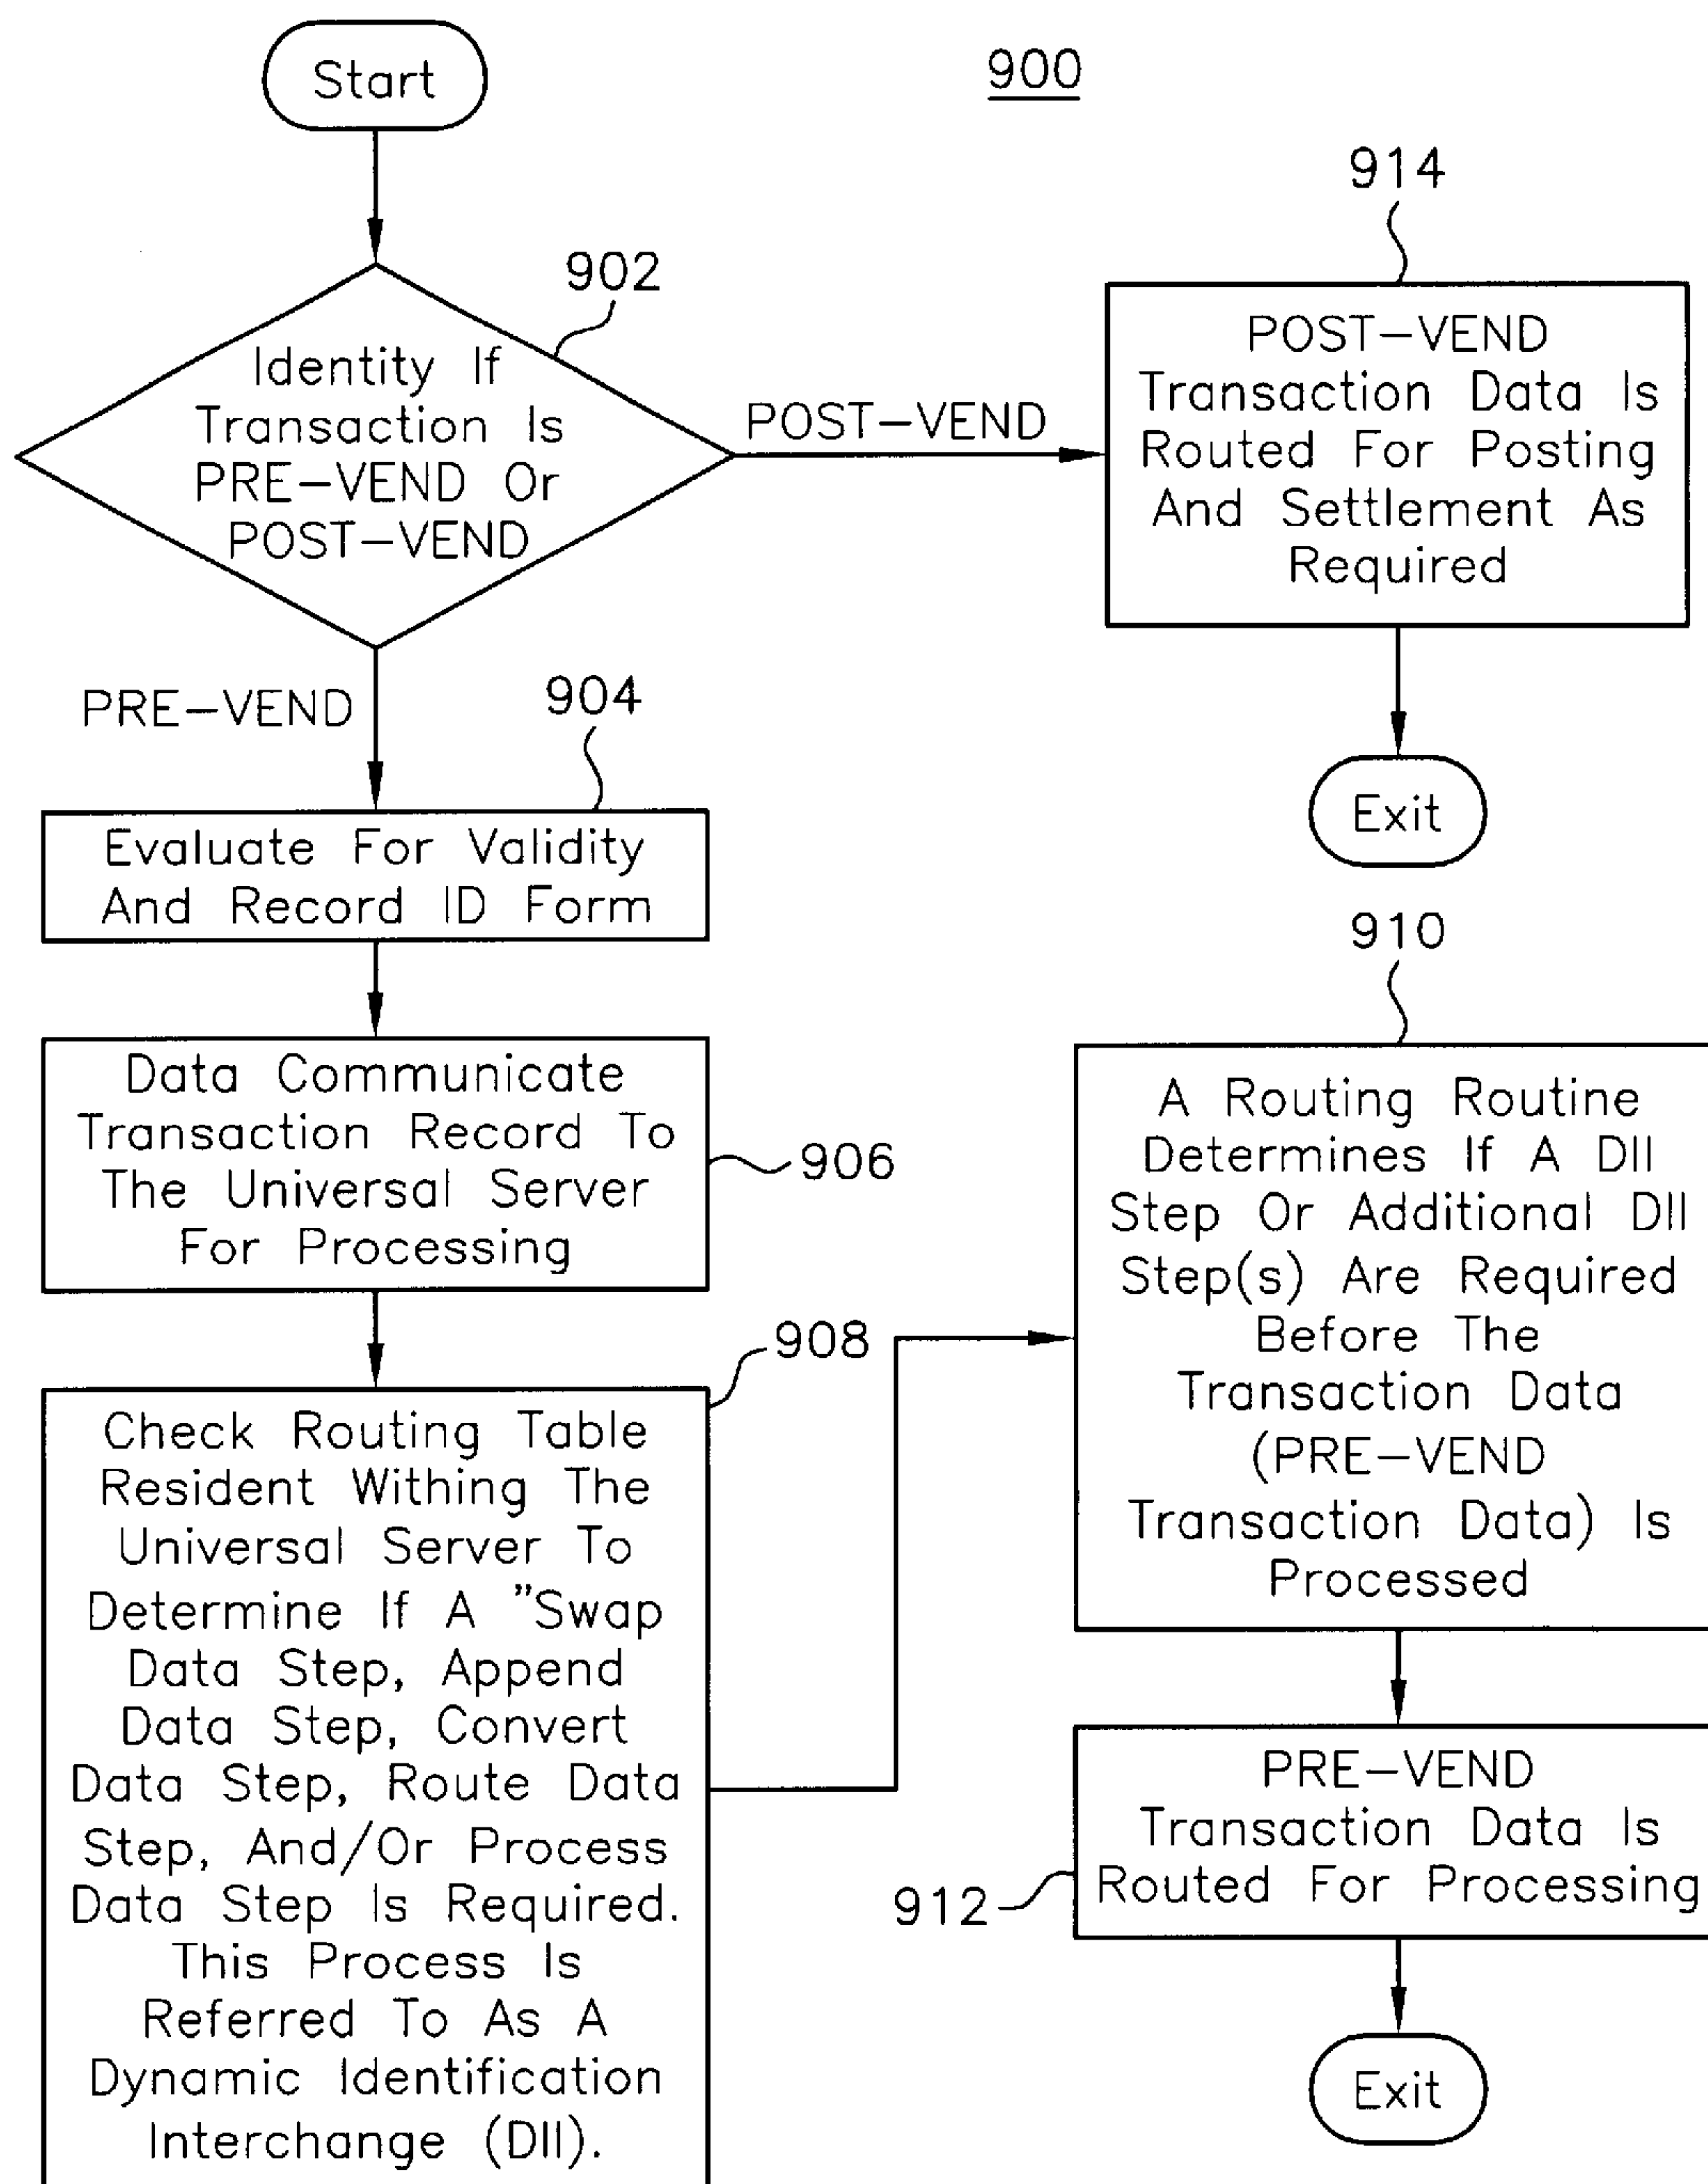 Start
900
902
Identity If
Transaction Is
PRE-VEND Or
POST-VEND
POST-VEND
914
POST-VEND
Transaction Data Is
Routed For Posting
And Settlement As
Required
Exit
PRE-VEND
904
Evaluate For Validity
And Record ID Form
Data Communicate
Transaction Record To
The Universal Server
For Processing
906
908
Check Routing Table
Resident Withing The
Universal Server To
Determine If A "Swap
Data Step, Append
Data Step, Convert
Data Step, Route Data
Step, And/Or Process
Data Step Is Required.
This Process Is
Referred To As A
Dynamic Identification
Interchange (DII).
910
A Routing Routine
Determines If A DII
Step Or Additional DII
Step(s) Are Required
Before The
Transaction Data
(PRE-VEND
Transaction Data) Is
Processed
912
PRE-VEND
Transaction Data Is
Routed For Processing
Exit